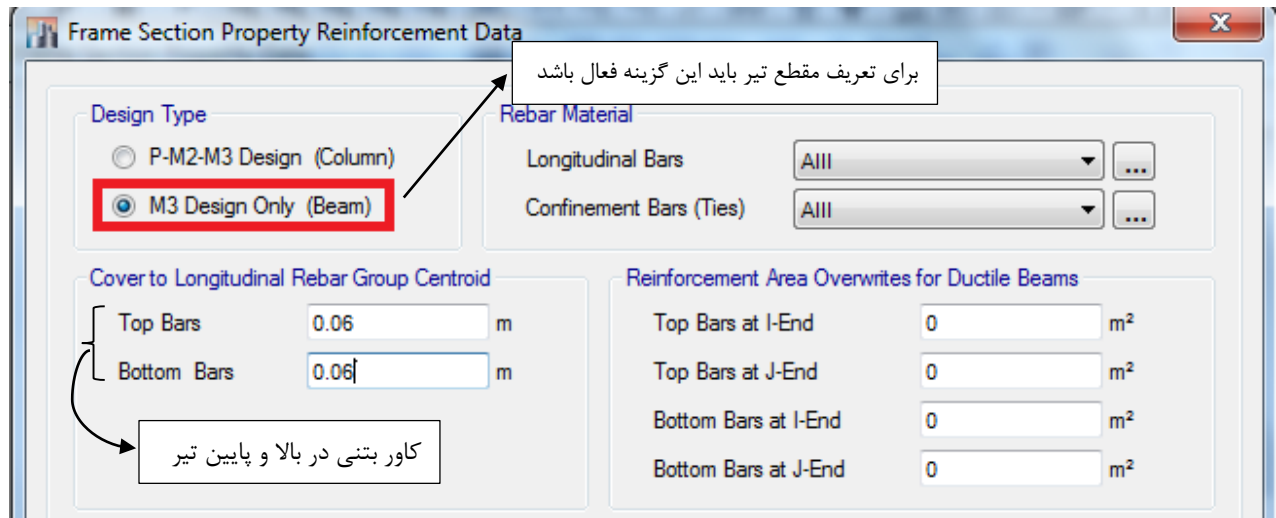 Frame Section Property Reinforcement Data
X
برای تعریف مقطع تیر باید این گزینه فعال باشد
Design Type
P-M2-M3 Design (Column)
M3 Design Only (Beam)
Rebar Material
Longitudinal Bars AIII ...
Confinement Bars (Ties) AIII ...
Cover to Longitudinal Rebar Group Centroid
Top Bars 0.06 m
Bottom Bars 0.06 m
کاور بتنی در بالا و پایین تیر
Reinforcement Area Overwrites for Ductile Beams
Top Bars at I-End 0 m²
Top Bars at J-End 0 m²
Bottom Bars at I-End 0 m²
Bottom Bars at J-End 0 m²